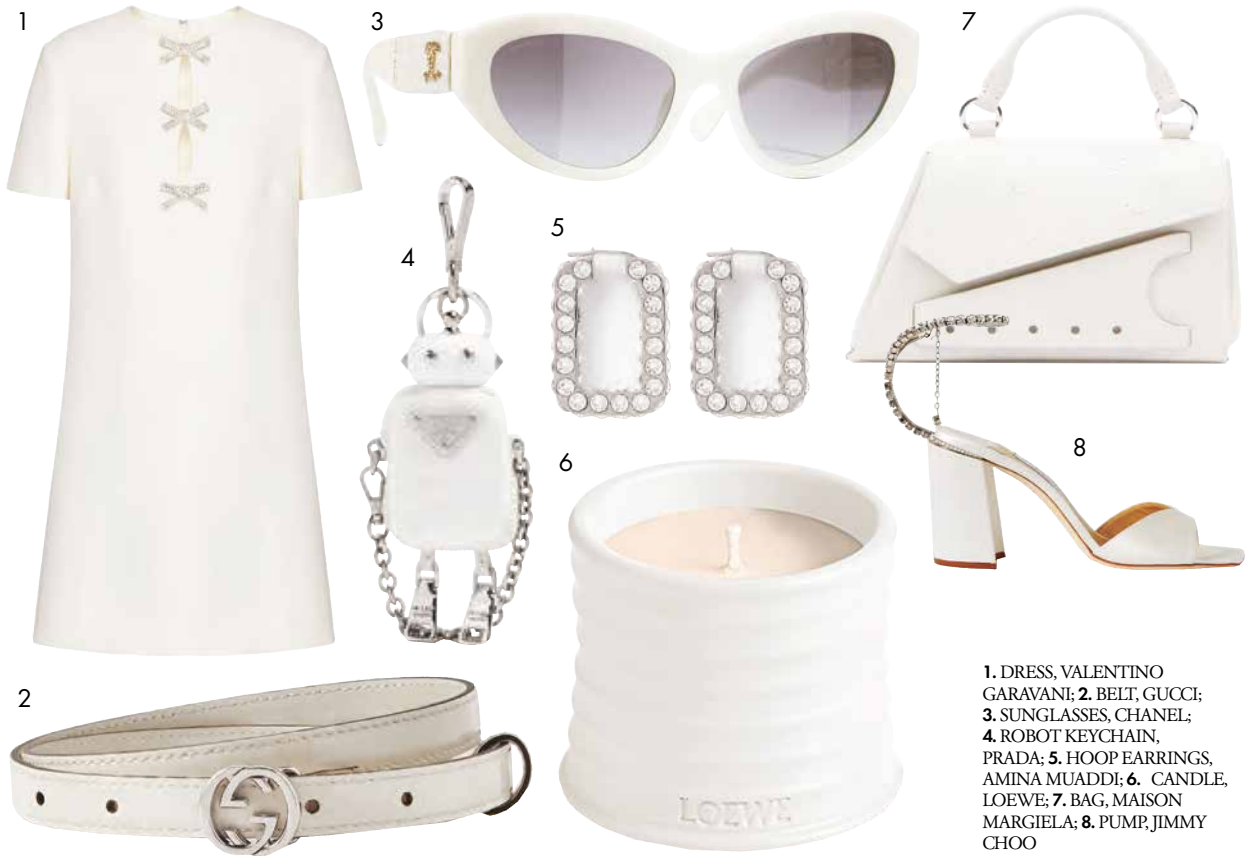 1
3
7
5
4
6
8
2
LOEWE
1. DRESS, VALENTINO
GARAVANI; 2. BELT, GUCCI;
3. SUNGLASSES, CHANEL;
4. ROBOT KEYCHAIN,
PRADA; 5. HOOP EARRINGS,
AMINA MUADDI; 6. CANDLE,
LOEWE; 7. BAG, MAISON
MARGIELA; 8. PUMP, JIMMY
CHOO